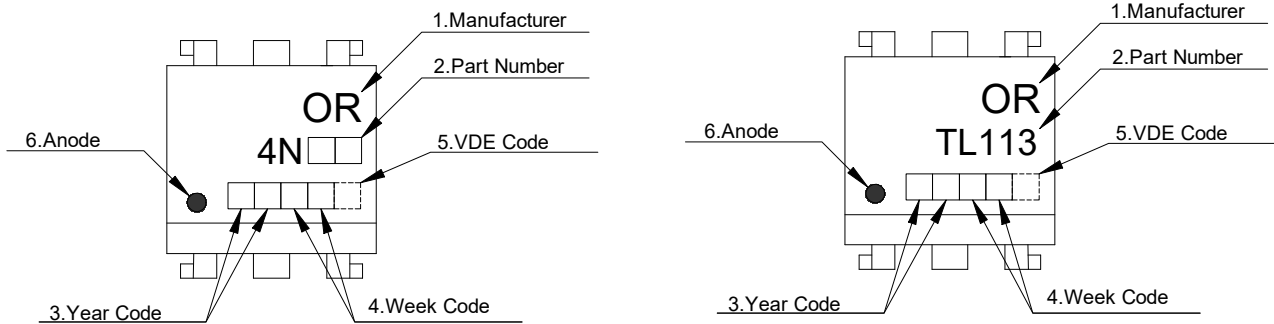 1.Manufacturer
2.Part Number
OR
4N
6.Anode
5.VDE Code
3.Year Code
4.Week Code
1.Manufacturer
2.Part Number
OR
TL113
6.Anode
5.VDE Code
3.Year Code
4.Week Code